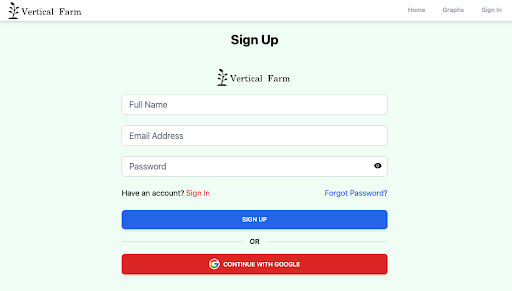 Vertical Farm
Home Graphs Sign In
Sign Up
Vertical Farm
Full Name
Email Address
Password
Have an account? Sign In Forgot Password?
SIGN UP
OR
CONTINUE WITH GOOGLE